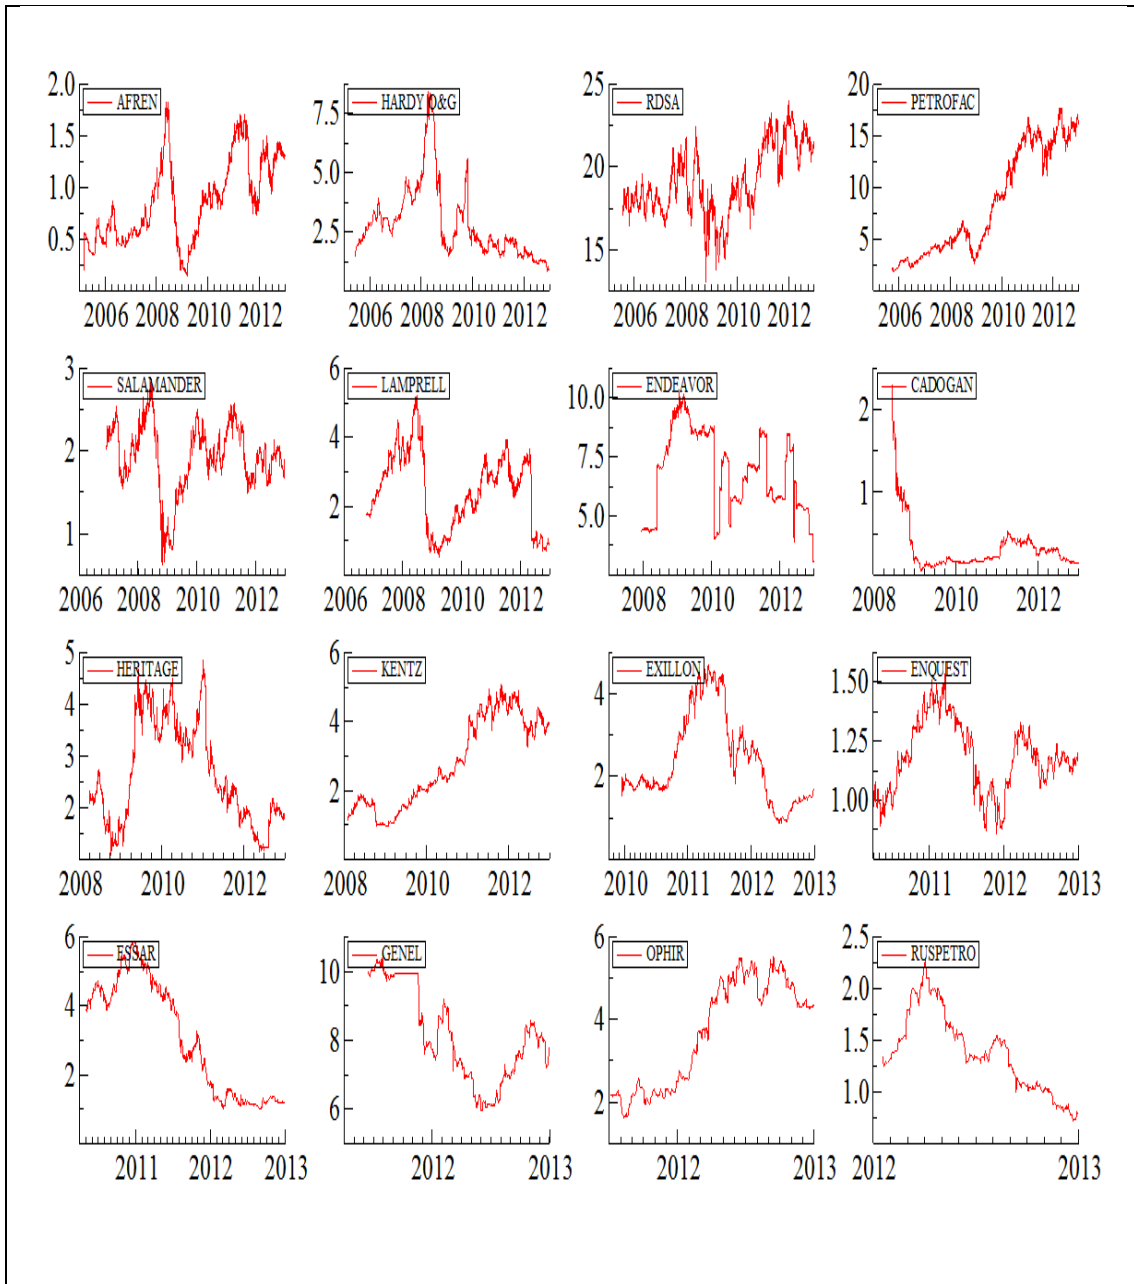 AFREN
2.0
1.5
1.0
0.5
2006 2008 2010 2012
HARDY O&G
7.5
5.0
2.5
2006 2008 2010 2012
RDSA
25
20
15
2006 2008 2010 2012
PETROFAC
20
15
10
5
2006 2008 2010 2012
SALAMANDER
3
2
1
2006 2008 2010 2012
LAMPRELL
6
4
2
2006 2008 2010 2012
ENDEAVOR
10.0
7.5
5.0
2008 2010 2012
CADOGAN
2
1
2008 2010 2012
HERITAGE
5
4
3
2
2008 2010 2012
KENTZ
6
4
2
2008 2010 2012
EXILLON
4
2
2010 2011 2012 2013
ENQUEST
1.50
1.25
1.00
2011 2012 2013
ESSAR
6
4
2
2011 2012 2013
GENEL
10
8
6
2012 2013
OPHIR
6
4
2
2012 2013
RUSPETRO
2.5
2.0
1.5
1.0
2012 2013